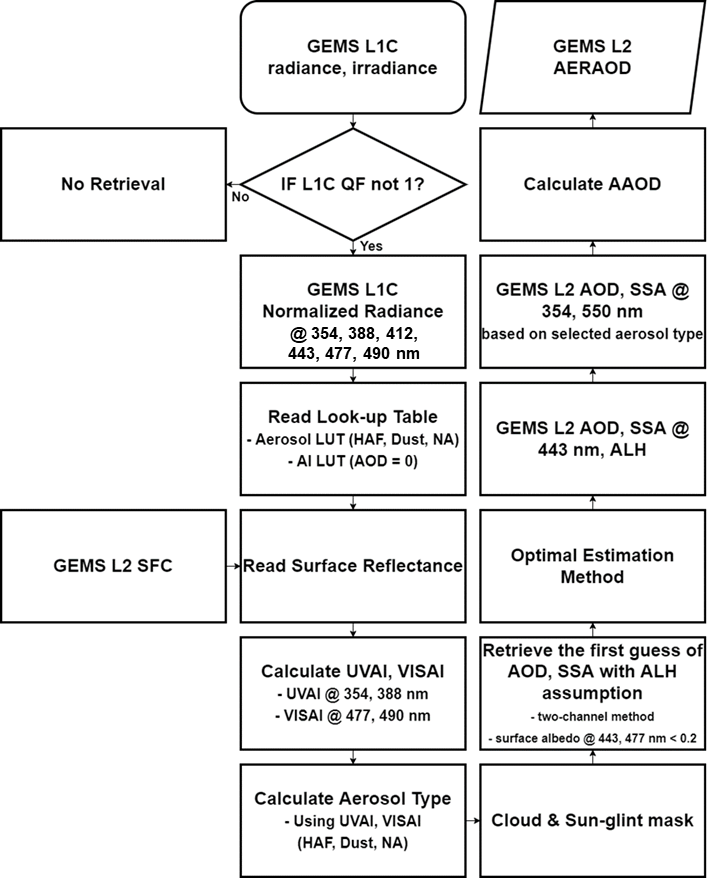 GEMS L1C
radiance, irradiance
IF L1C QF not 1?
No
No Retrieval
Yes
GEMS L1C
Normalized Radiance
@ 354, 388, 412,
443, 477, 490 nm
Read Look-up Table
- Aerosol LUT (HAF, Dust, NA)
- AI LUT (AOD = 0)
GEMS L2 SFC
Read Surface Reflectance
Calculate UVAI, VISAI
- UVAI @ 354, 388 nm
- VISAI @ 477, 490 nm
Calculate Aerosol Type
- Using UVAI, VISAI
(HAF, Dust, NA)
Cloud & Sun-glint mask
Retrieve the first guess of
AOD, SSA with ALH
assumption
- two-channel method
- surface albedo @ 443, 477 nm < 0.2
Optimal Estimation
Method
GEMS L2 AOD, SSA @
443 nm, ALH
GEMS L2 AOD, SSA @
354, 550 nm
based on selected aerosol type
Calculate AAOD
GEMS L2
AERAOD